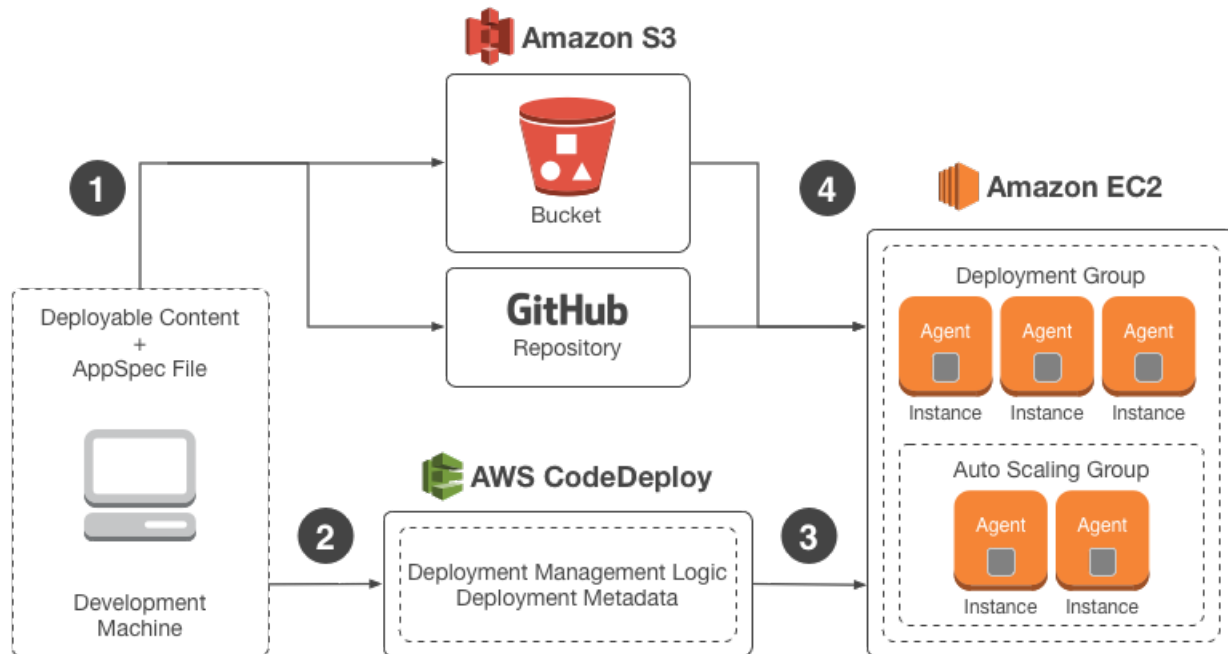 Amazon S3
Bucket
1
4
Amazon EC2
GitHub
Repository
Deployable Content
+
AppSpec File
Development
Machine
Deployment Group
Agent Agent Agent
Instance Instance Instance
Auto Scaling Group
Agent Agent
Instance Instance
AWS CodeDeploy
2
3
Deployment Management Logic
Deployment Metadata